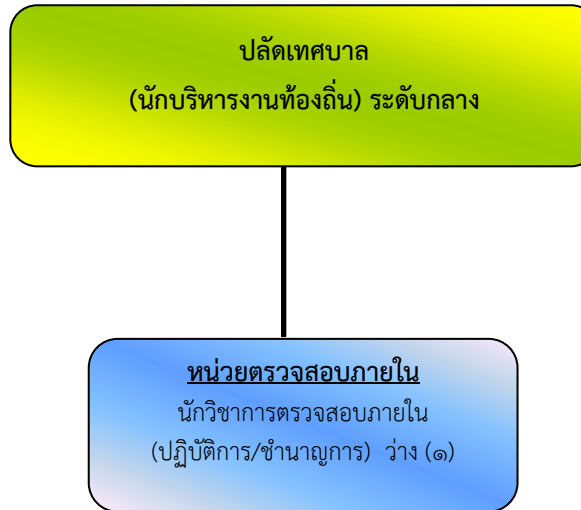 ปลัดเทศบาล
(นักบริหารงานท้องถิ่น) ระดับกลาง
หน่วยตรวจสอบภายใน
นักวิชาการตรวจสอบภายใน
(ปฏิบัติการ/ชำนาญการ) ว่าง (๑)